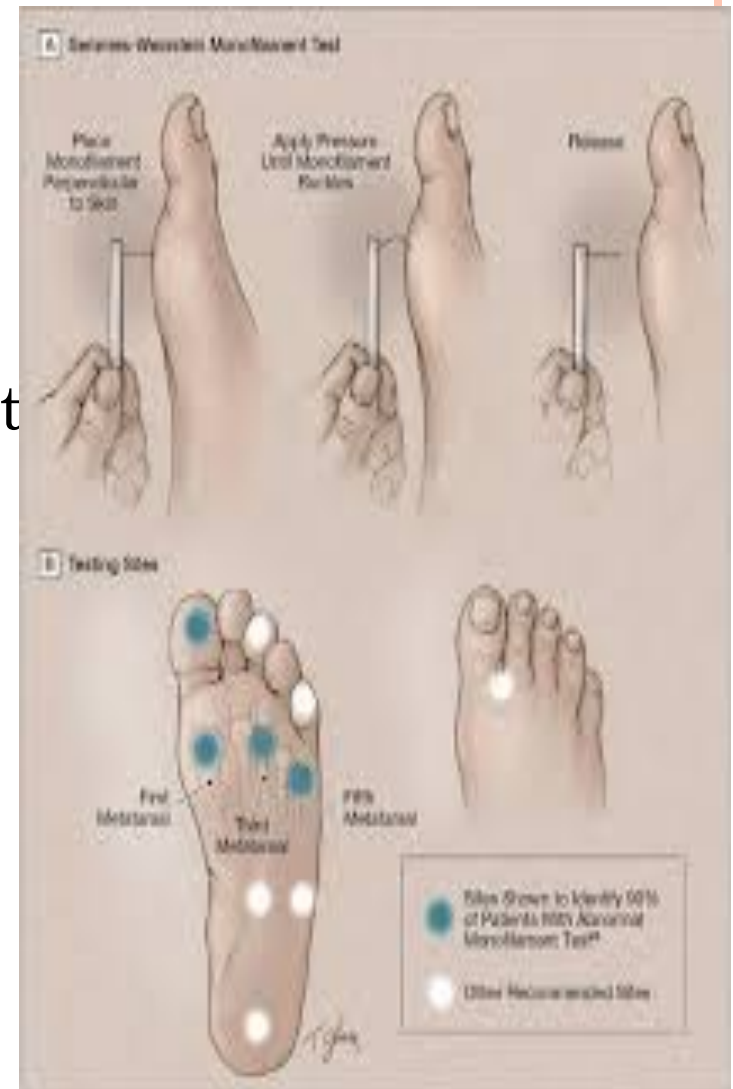 A Semmes-Weinstein Monofilament Test
Place
Monofilament
Perpendicular
to Skin
Apply Pressure
Until Monofilament
Buckles
Release
t
B Testing Sites
First
Metatarsal
Third
Metatarsal
Fifth
Metatarsal
Sites Shown to Identify 90%
of Patients With Abnormal
Monofilament Test
Other Recommended Sites